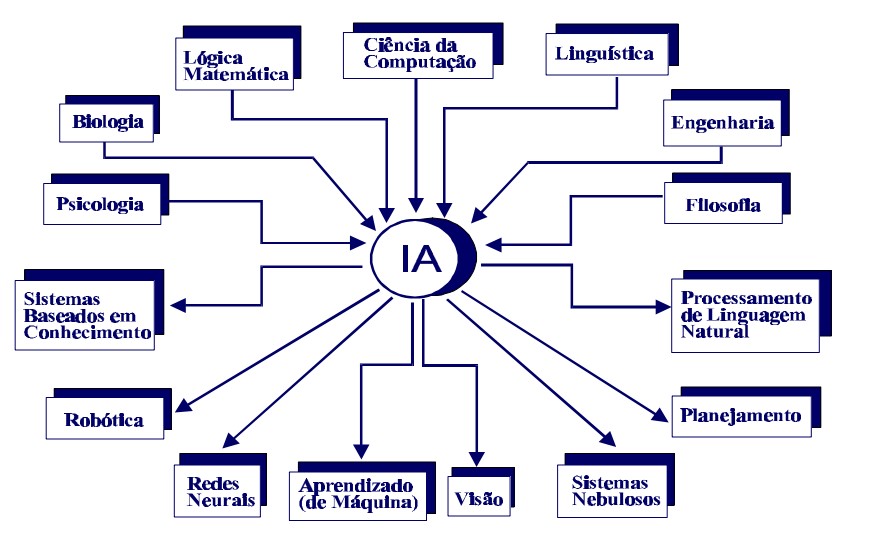 Lógica
Matemática
Ciência da
Computação
Linguística
Biologia
Engenharia
Psicologia
Filosofia
IA
Sistemas
Baseados em
Conhecimento
Processamento
de Linguagem
Natural
Robótica
Planejamento
Redes
Neurais
Aprendizado
(de Máquina)
Visão
Sistemas
Nebulosos